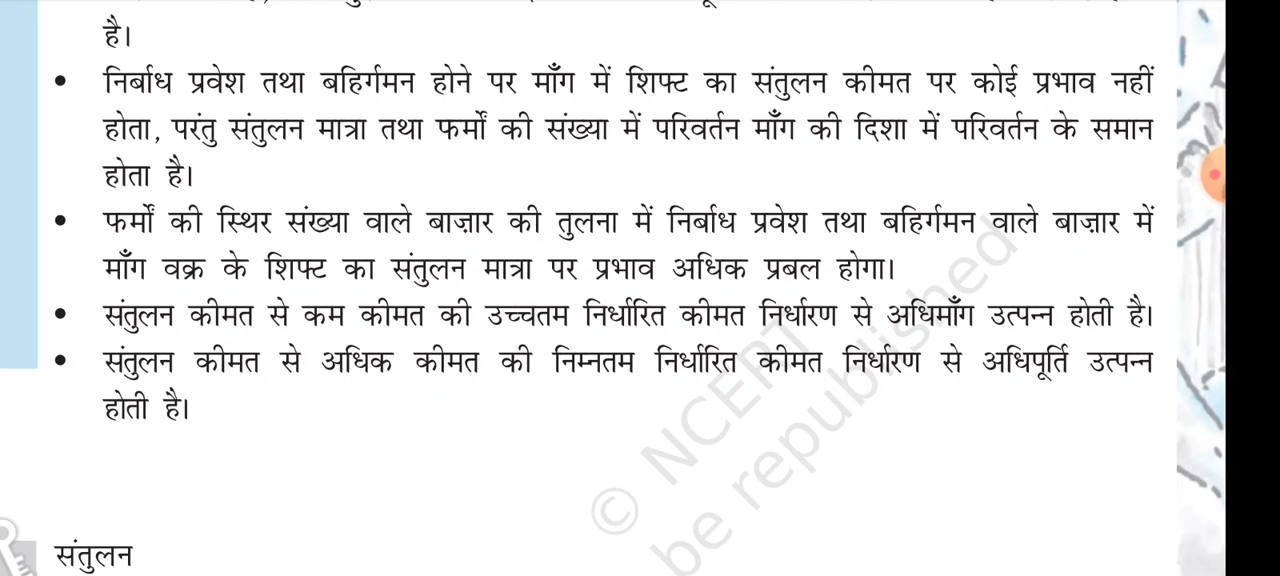 है।
• निर्बाध प्रवेश तथा बहिर्गमन होने पर माँग में शिफ्ट का संतुलन कीमत पर कोई प्रभाव नहीं
होता, परंतु संतुलन मात्रा तथा फर्मों की संख्या में परिवर्तन माँग की दिशा में परिवर्तन के समान
होता है।
• फर्मों की स्थिर संख्या वाले बाज़ार की तुलना में निर्बाध प्रवेश तथा बहिर्गमन वाले बाज़ार में
माँग वक्र के शिफ्ट का संतुलन मात्रा पर प्रभाव अधिक प्रबल होगा।
• संतुलन कीमत से कम कीमत की उच्चतम निर्धारित कीमत निर्धारण से अधिमाँग उत्पन्न होती है।
• संतुलन कीमत से अधिक कीमत की निम्नतम निर्धारित कीमत निर्धारण से अधिपूर्ति उत्पन्न
होती है।
© NCERT
be republished
संतुलन